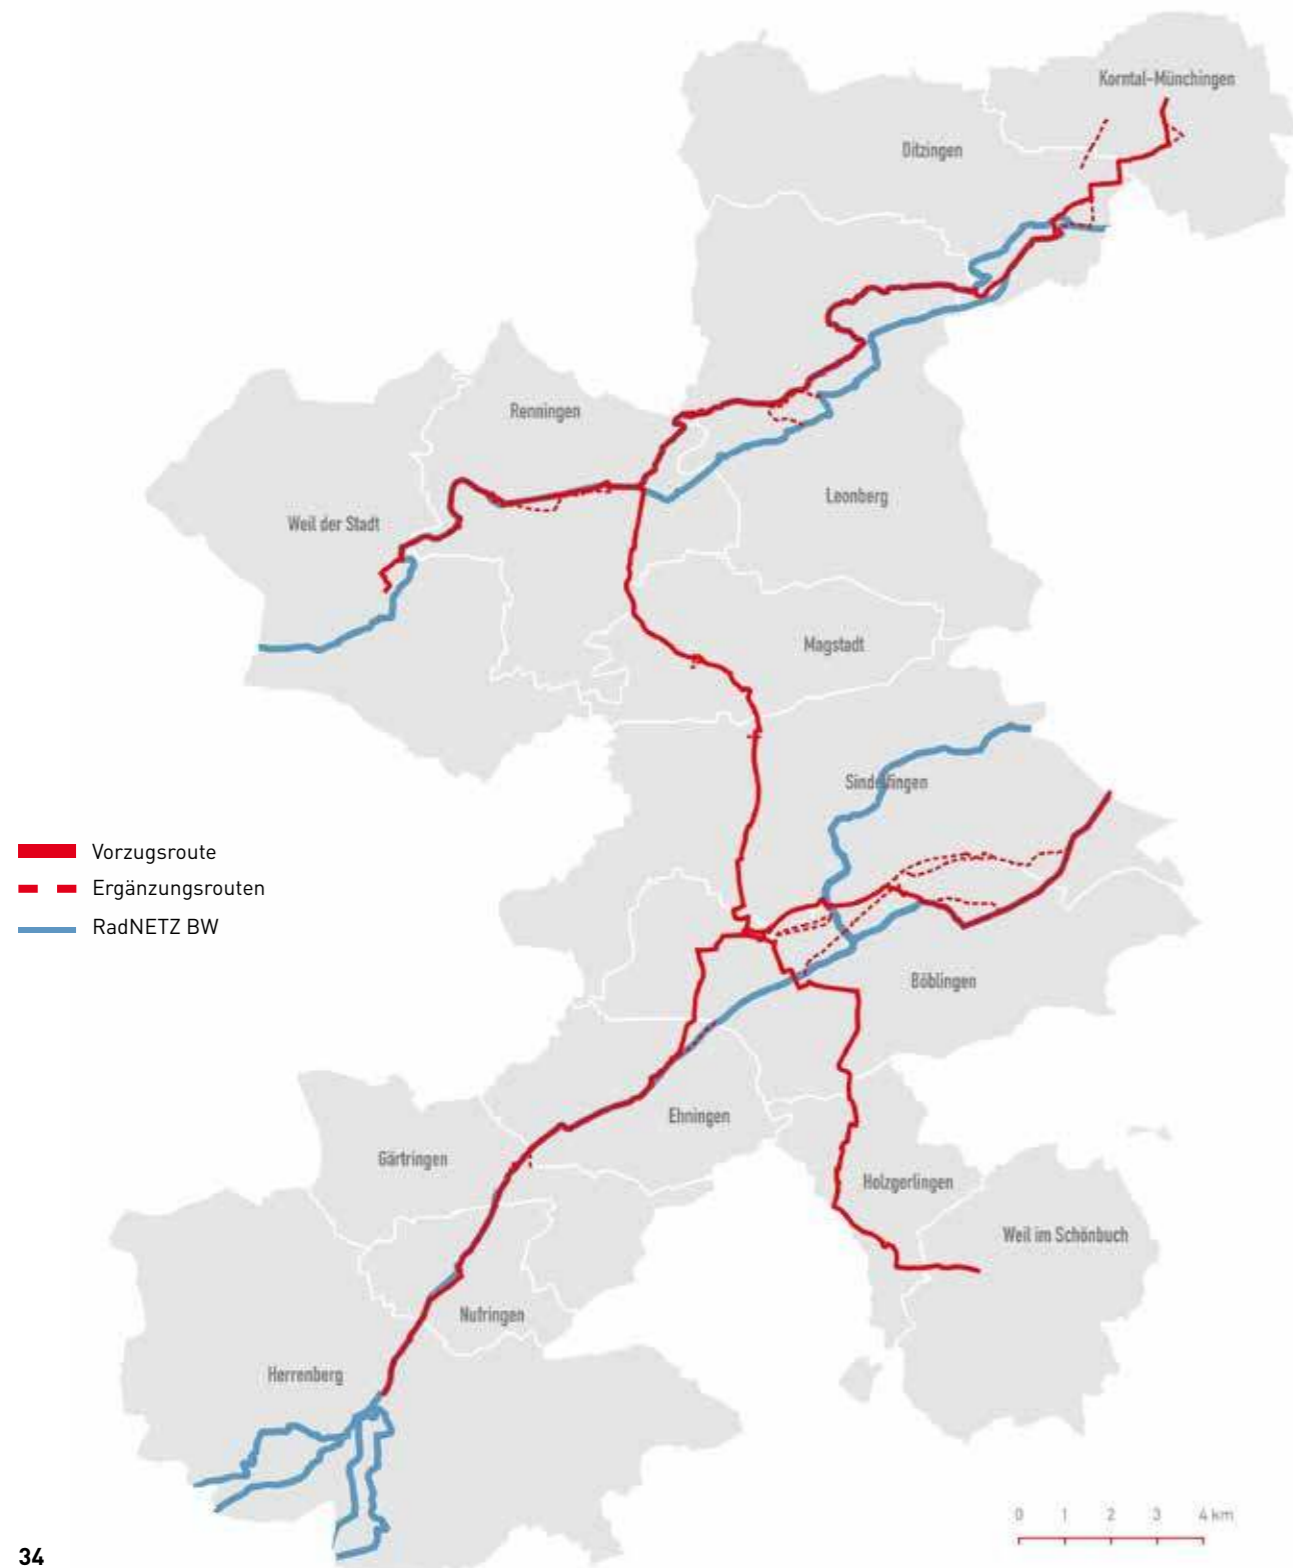 Korntal-Münchingen
Ditzingen
Renningen
Leonberg
Weil der Stadt
Magstadt
Sindelfingen
Vorzugsroute
Ergänzungsrouten
RadNETZ BW
Böblingen
Ehningen
Gärtringen
Holzgerlingen
Weil im Schönbuch
Nufringen
Herrenberg
0 1 2 3 4 km
34